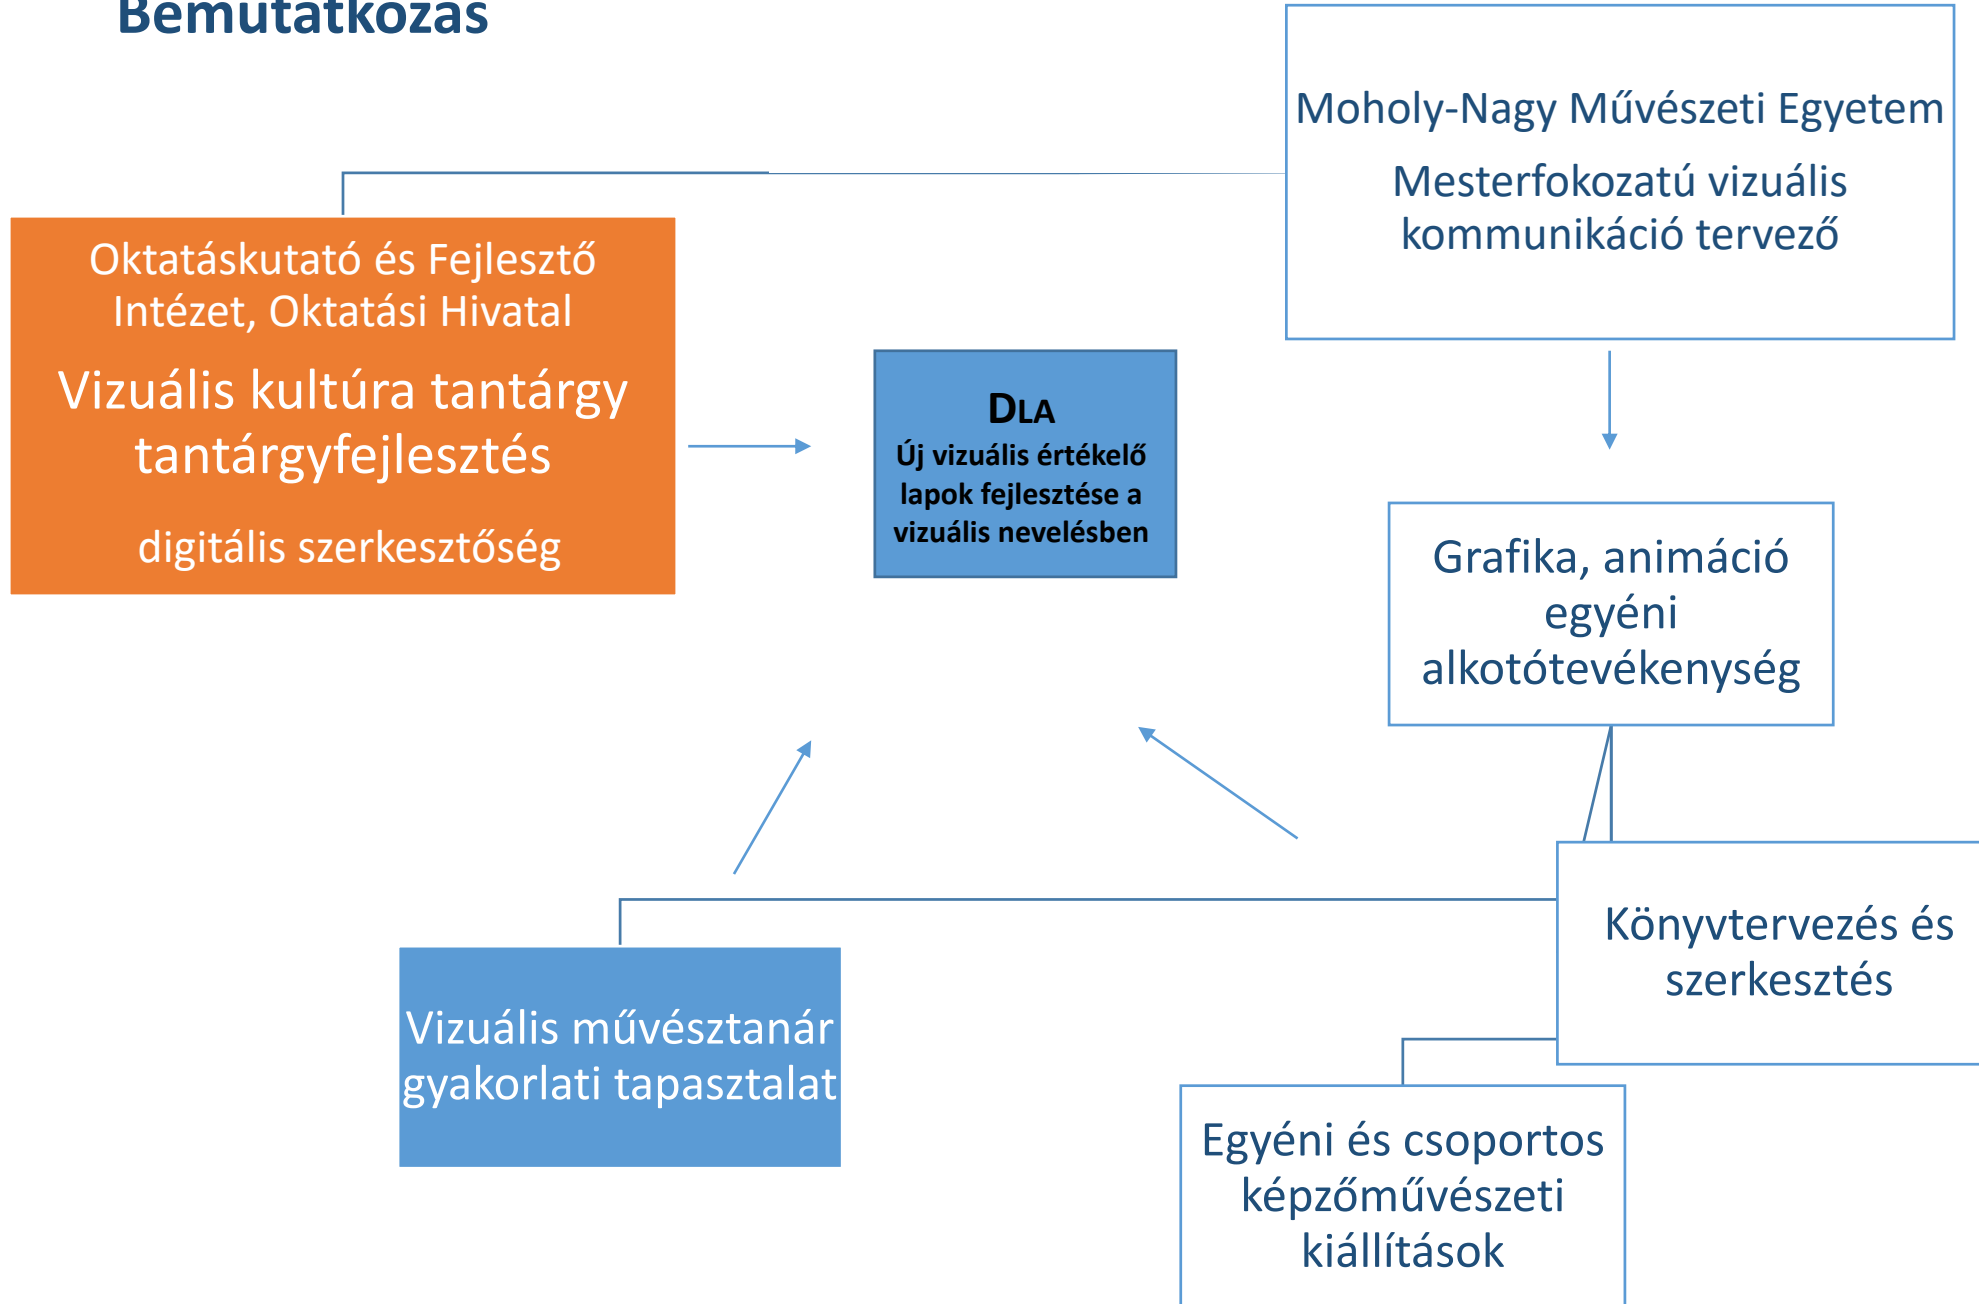 Bemutatkozás
Moholy-Nagy Művészeti Egyetem
Mesterfokozatú vizuális
kommunikáció tervező
Oktatáskutató és Fejlesztő
Intézet, Oktatási Hivatal
Vizuális kultúra tantárgy
tantárgyfejlesztés
digitális szerkesztőség
DLA
Új vizuális értékelő
lapok fejlesztése a
vizuális nevelésben
Grafika, animáció
egyéni
alkotótevékenység
Könyvtervezés és
szerkesztés
Vizuális művésztanár
gyakorlati tapasztalat
Egyéni és csoportos
képzőművészeti
kiállítások